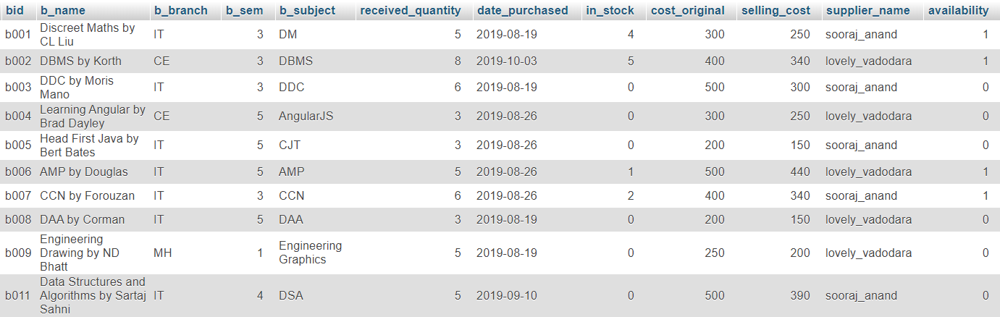 bid b_name b_branch b_sem b_subject received_quantity date_purchased in_stock cost_original selling_cost supplier_name availability
b001 Discreet Maths by IT 3 DM 5 2019-08-19 4 300 250 sooraj_anand 1
CL Liu
b002 DBMS by Korth CE 3 DBMS 8 2019-10-03 5 400 340 lovely_vadodara 1
b003 DDC by Moris IT 3 DDC 6 2019-08-19 0 500 300 sooraj_anand 0
Mano
b004 Learning Angular by CE 5 AngularJS 3 2019-08-26 0 300 250 lovely_vadodara 0
Brad Dayley
b005 Head First Java by IT 5 CJT 3 2019-08-26 0 200 150 sooraj_anand 0
Bert Bates
b006 AMP by Douglas IT 5 AMP 5 2019-08-26 1 500 440 lovely_vadodara 1
b007 CCN by Forouzan IT 3 CCN 6 2019-08-26 2 400 340 sooraj_anand 1
b008 DAA by Corman IT 5 DAA 3 2019-08-19 0 200 150 lovely_vadodara 0
Engineering
b009 Drawing by ND MH 1 Engineering 5 2019-08-19 0 250 200 lovely_vadodara 0
Bhatt Graphics
Data Structures and
b011 Algorithms by Sartaj IT 4 DSA 5 2019-09-10 0 500 390 sooraj_anand 0
Sahni